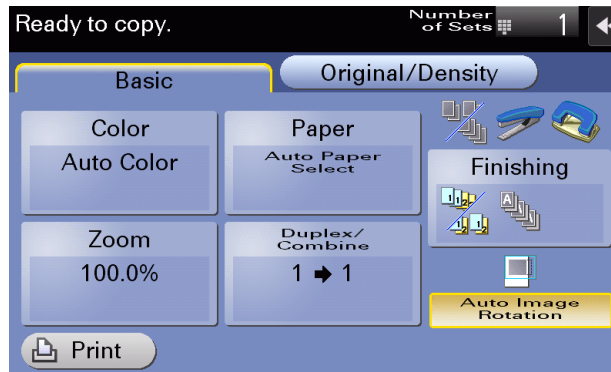 Ready to copy.
Number
of Sets
1
Basic
Original/Density
Color
Auto Color
Paper
Auto Paper
Select
Finishing
Zoom
100.0%
Duplex/
Combine
1 ➡ 1
Auto Image
Rotation
Print